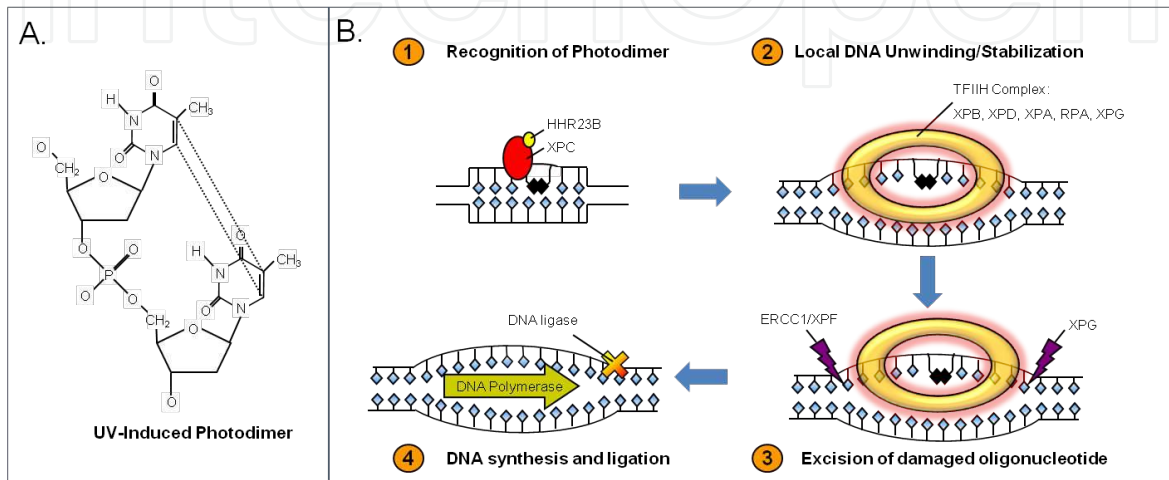 intechopen
A.
O
H
N
CH₃
O
N
O
CH₂
O
O
O
P
O
O
O
H
N
CH₃
O
N
O
CH₂
O
O
UV-Induced Photodimer
B.
1 Recognition of Photodimer
HHR23B
XPC
2 Local DNA Unwinding/Stabilization
TFIIH Complex:
XPB, XPD, XPA, RPA, XPG
ERCC1/XPF
XPG
3 Excision of damaged oligonucleotide
DNA ligase
DNA Polymerase
4 DNA synthesis and ligation